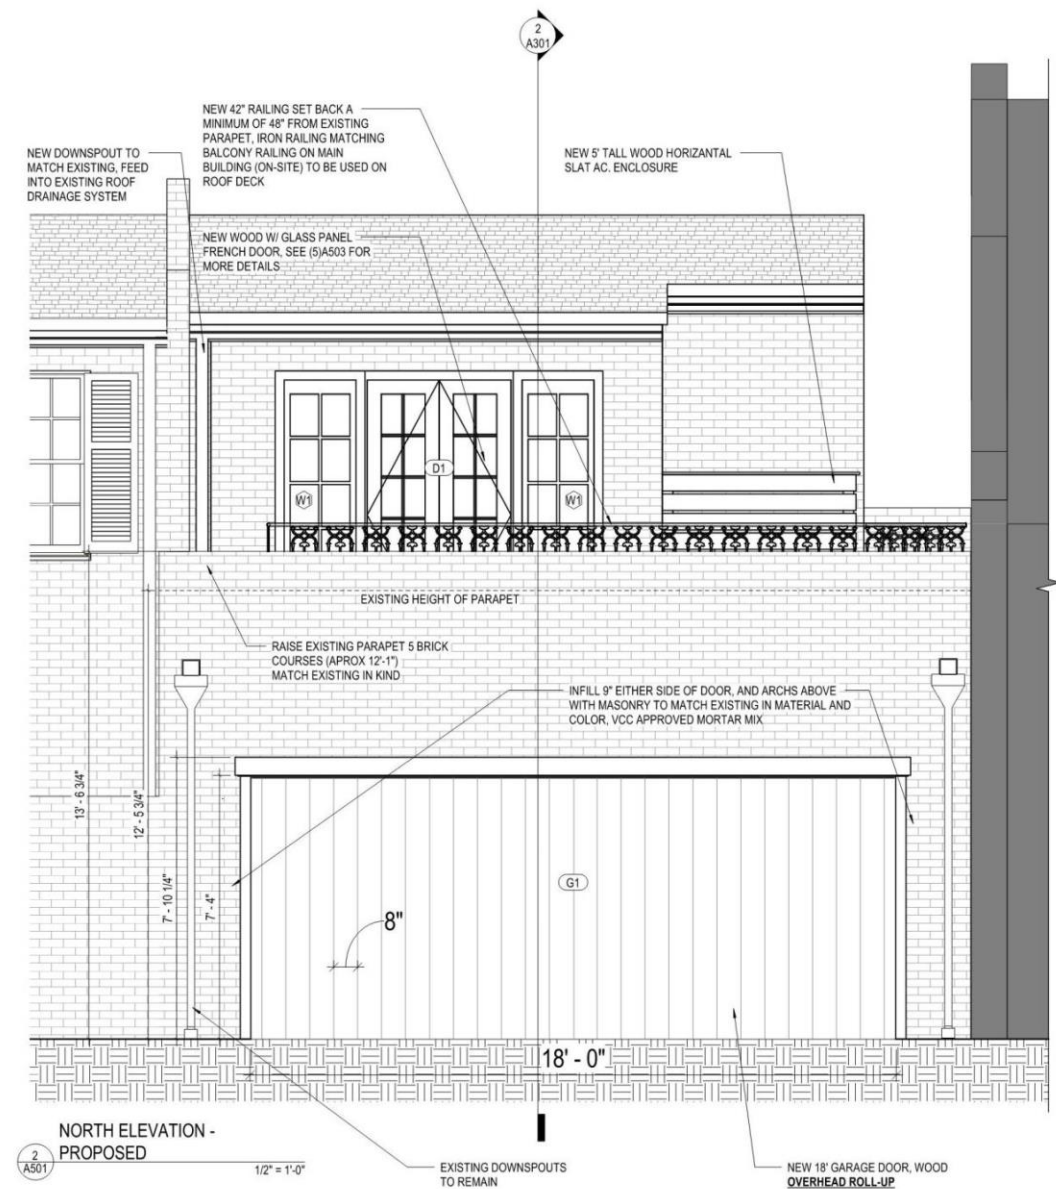 2
A301
NEW 42" RAILING SET BACK A
MINIMUM OF 48" FROM EXISTING
PARAPET, IRON RAILING MATCHING
BALCONY RAILING ON MAIN
BUILDING (ON-SITE) TO BE USED ON
ROOF DECK
NEW DOWNSPOUT TO
MATCH EXISTING, FEED
INTO EXISTING ROOF
DRAINAGE SYSTEM
NEW 5' TALL WOOD HORIZANTAL
SLAT AC. ENCLOSURE
NEW WOOD W/ GLASS PANEL
FRENCH DOOR, SEE (5)A503 FOR
MORE DETAILS
D1
W1
W1
EXISTING HEIGHT OF PARAPET
RAISE EXISTING PARAPET 5 BRICK
COURSES (APROX 12'-1")
MATCH EXISTING IN KIND
INFILL 9" EITHER SIDE OF DOOR, AND ARCHS ABOVE
WITH MASONRY TO MATCH EXISTING IN MATERIAL AND
COLOR, VCC APPROVED MORTAR MIX
13' - 6 3/4"
12' - 5 3/4"
7' - 10 1/4"
7' - 4"
G1
8"
18' - 0"
NORTH ELEVATION -
PROPOSED
2
A501
1/2" = 1'-0"
EXISTING DOWNSPOUTS
TO REMAIN
NEW 18' GARAGE DOOR, WOOD
OVERHEAD ROLL-UP